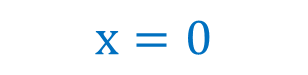 x = 0